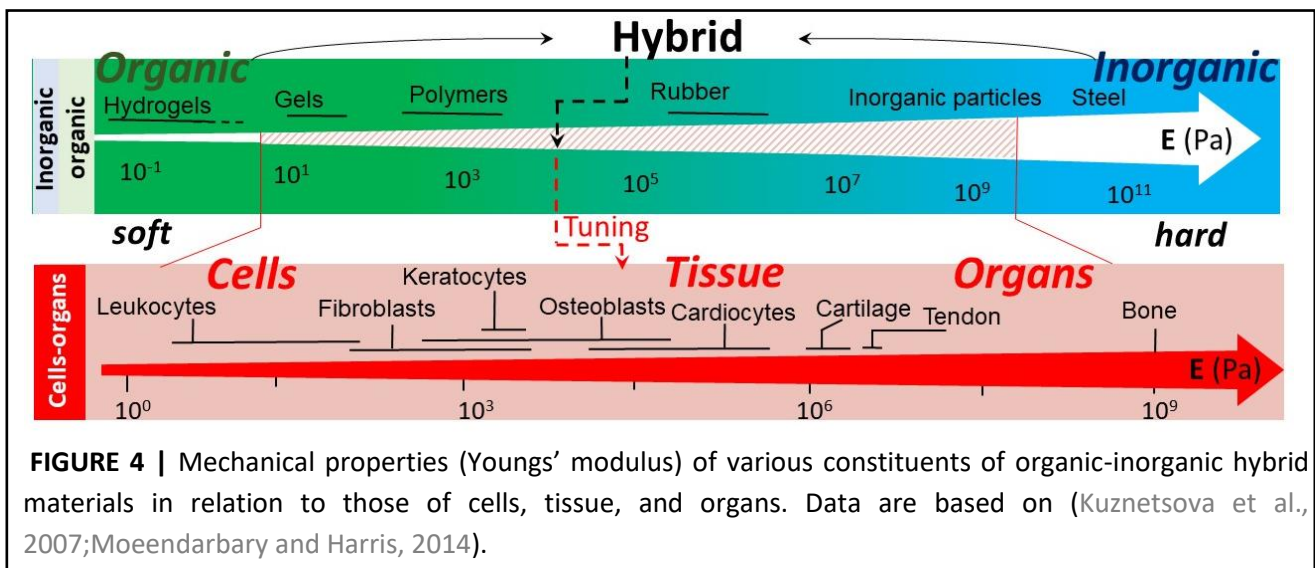 Hybrid
Organic Inorganic
Inorganic
organic
Hydrogels Gels Polymers Rubber Inorganic particles Steel
E (Pa)
10⁻¹ 10¹ 10³ 10⁵ 10⁷ 10⁹ 10¹¹
soft hard
Tuning
Cells-organs
Cells Tissue Organs
Keratocytes
Leukocytes Fibroblasts Osteoblasts Cardiocytes Cartilage Tendon Bone
E (Pa)
10⁰ 10³ 10⁶ 10⁹
FIGURE 4 | Mechanical properties (Youngs’ modulus) of various constituents of organic-inorganic hybrid
materials in relation to those of cells, tissue, and organs. Data are based on (Kuznetsova et al.,
2007;Moeendarbary and Harris, 2014).